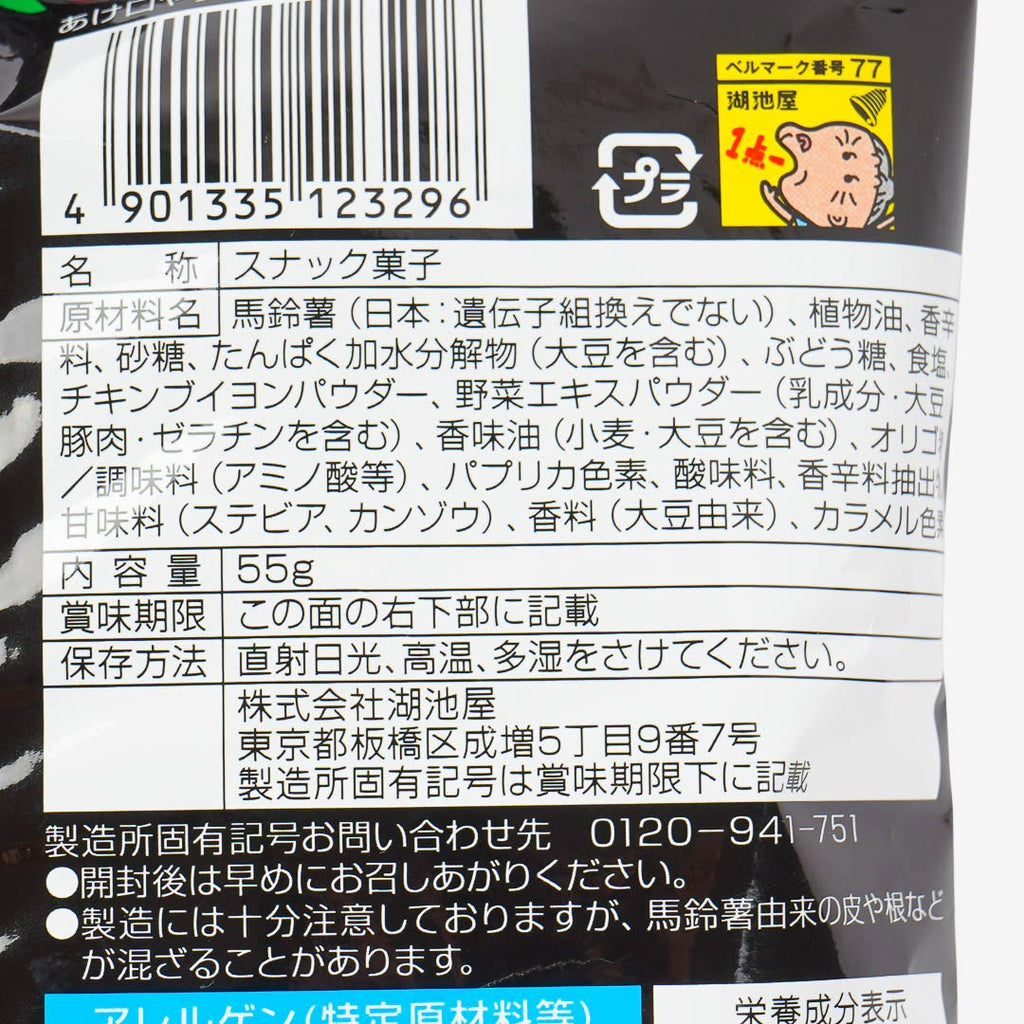 あけ口
4 901335 123296
プラ
ベルマーク番号 77
湖池屋
1点
名 称 スナック菓子
原材料名 馬鈴薯（日本：遺伝子組換えでない）、植物油、香辛
料、砂糖、たんぱく加水分解物（大豆を含む）、ぶどう糖、食塩、
チキンブイヨンパウダー、野菜エキスパウダー（乳成分・大豆
豚肉・ゼラチンを含む）、香味油（小麦・大豆を含む）、オリゴ
／調味料（アミノ酸等）、パプリカ色素、酸味料、香辛料抽出
甘味料（ステビア、カンゾウ）、香料（大豆由来）、カラメル色素
内 容 量 55g
賞味期限 この面の右下部に記載
保存方法 直射日光、高温、多湿をさけてください。
株式会社湖池屋
東京都板橋区成増5丁目9番7号
製造所固有記号は賞味期限下に記載
製造所固有記号お問い合わせ先 0120－941-751
●開封後は早めにお召しあがりください。
●製造には十分注意しておりますが、馬鈴薯由来の皮や根など
が混ざることがあります。
アレルゲン（特定原材料等）
栄養成分表示